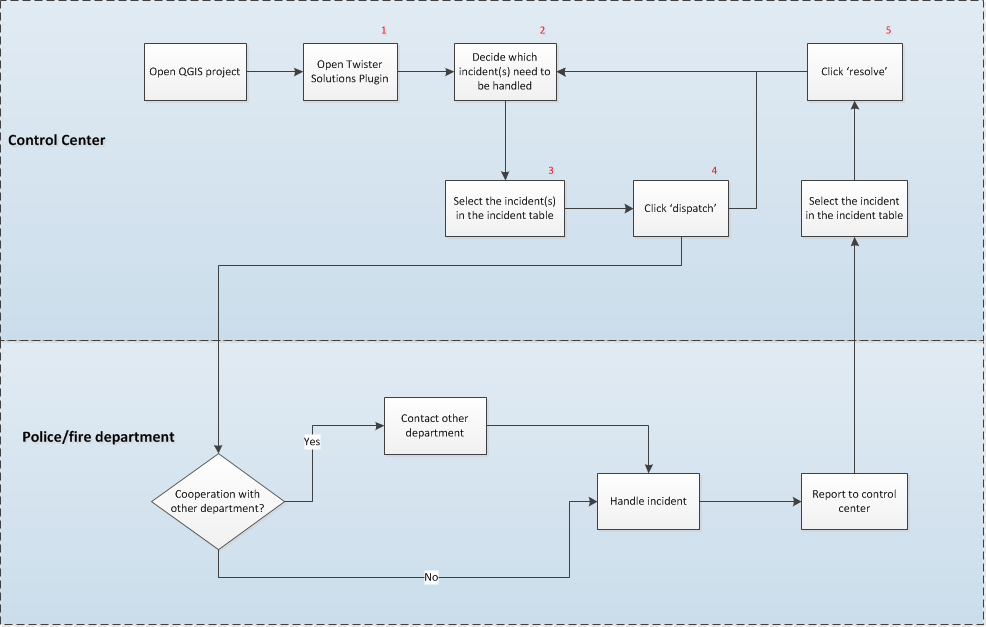 1
2
5
Open QGIS project
Open Twister
Solutions Plugin
Decide which
incident(s) need to
be handled
Click ‘resolve’
Control Center
3
4
Select the incident(s)
in the incident table
Click ‘dispatch’
Select the incident
in the incident table
Police/fire department
Contact other
department
Yes
Cooperation with
other department?
Handle incident
Report to control
center
No